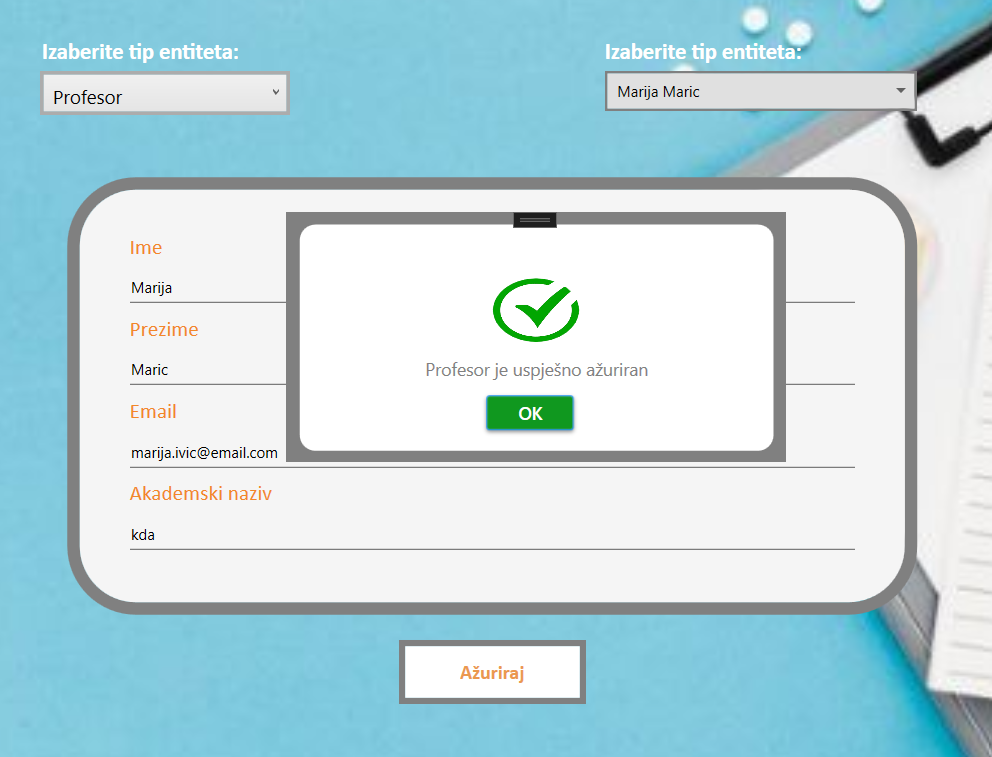 Izaberite tip entiteta:
Izaberite tip entiteta:
Profesor
Marija Maric
Ime
Marija
Prezime
Maric
Email
marija.ivic@email.com
Akademski naziv
kda
Profesor je uspješno ažuriran
OK
Ažuriraj